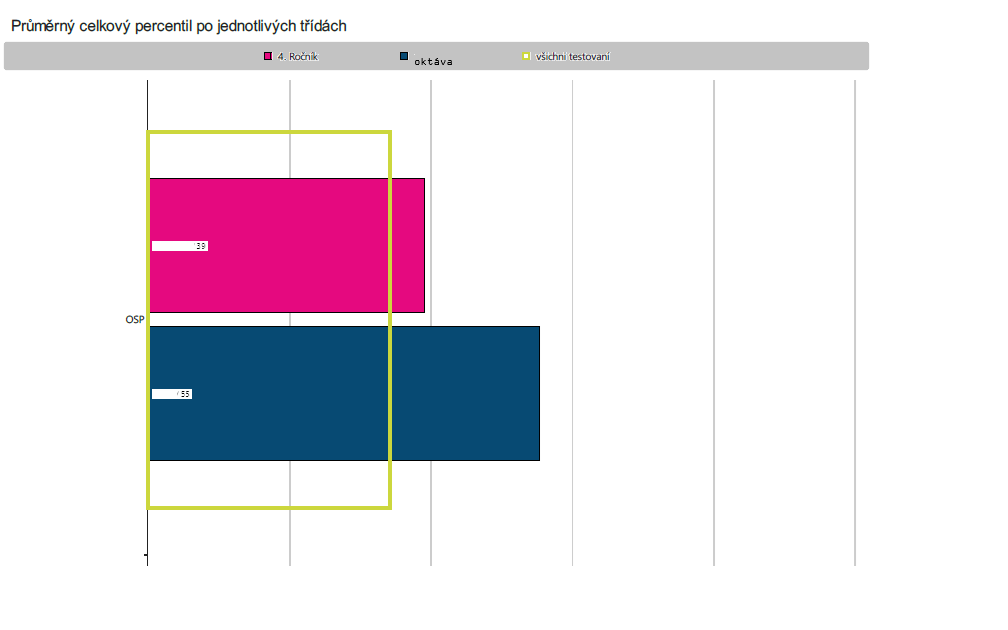 Průměrný celkový percentil po jednotlivých třídách
4. Ročník oktáva všichni testovaní
/39
OSP
/55